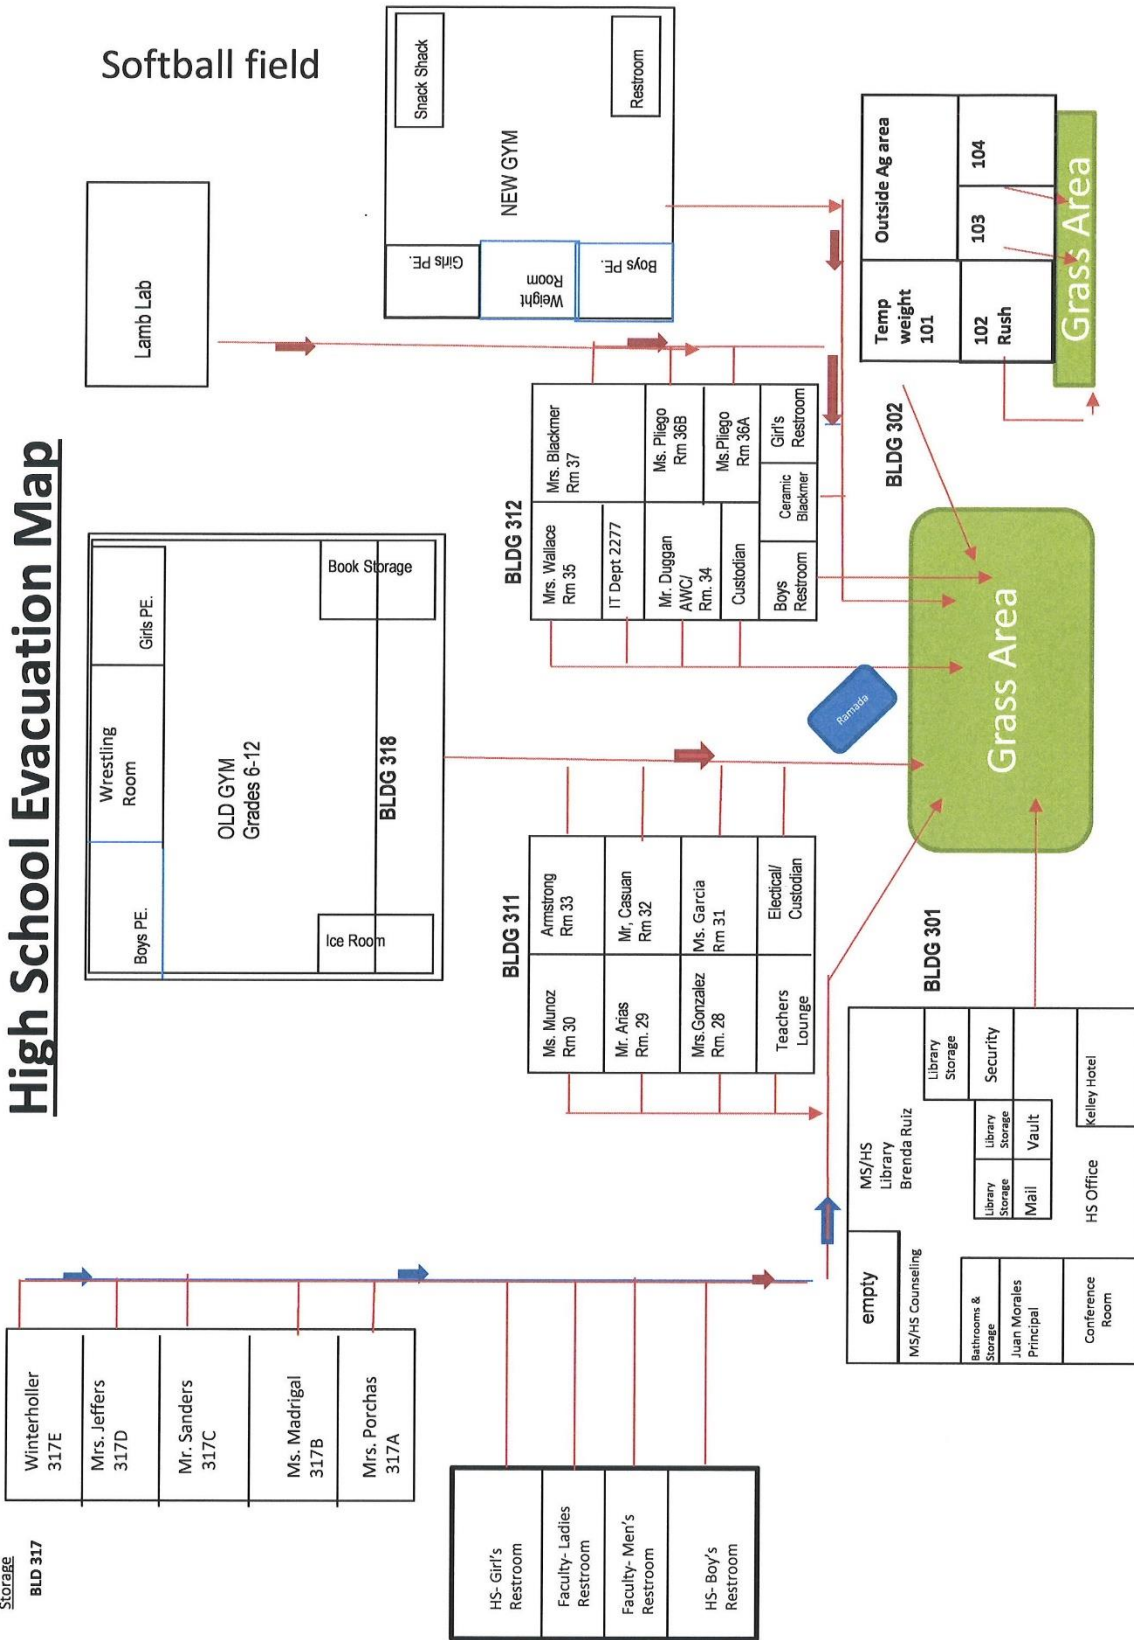 High School Evacuation Map
Softball field
Storage
BLD 317
Winterholler
317E
Mrs. Jeffers
317D
Mr. Sanders
317C
Ms. Madrigal
317B
Mrs. Porchas
317A
HS- Girl's
Restroom
Faculty- Ladies
Restroom
Faculty- Men's
Restroom
HS- Boy's
Restroom
Boys PE.
Wrestling
Room
Girls PE.
OLD GYM
Grades 6-12
Ice Room
BLDG 318
Book Storage
Lamb Lab
Snack Shack
Restroom
NEW GYM
Girls PE.
Weight
Room
Boys PE.
BLDG 311
Ms. Munoz
Rm 30
Armstrong
Rm 33
Mr. Arias
Rm. 29
Mr, Casuan
Rm 32
Mrs.Gonzalez
Rm. 28
Ms. Garcia
Rm 31
Teachers
Lounge
Electical/
Custodian
BLDG 312
Mrs. Wallace
Rm 35
Mrs. Blackmer
Rm 37
IT Dept 2277
Mr. Duggan
AWC/
Rm. 34
Ms. Pliego
Rm 36B
Custodian
Ms.Pliego
Rm 36A
Boys
Restroom
Ceramic
Blackmer
Girl's
Restroom
Ramada
Grass Area
BLDG 301
empty
MS/HS
Library
Brenda Ruiz
MS/HS Counseling
Library
Storage
Security
Library
Storage
Library
Storage
Mail
Vault
Bathrooms &
Storage
Juan Morales
Principal
Conference
Room
HS Office
Kelley Hotel
BLDG 302
Temp
weight
101
Outside Ag area
102
Rush
103
104
Grass Area